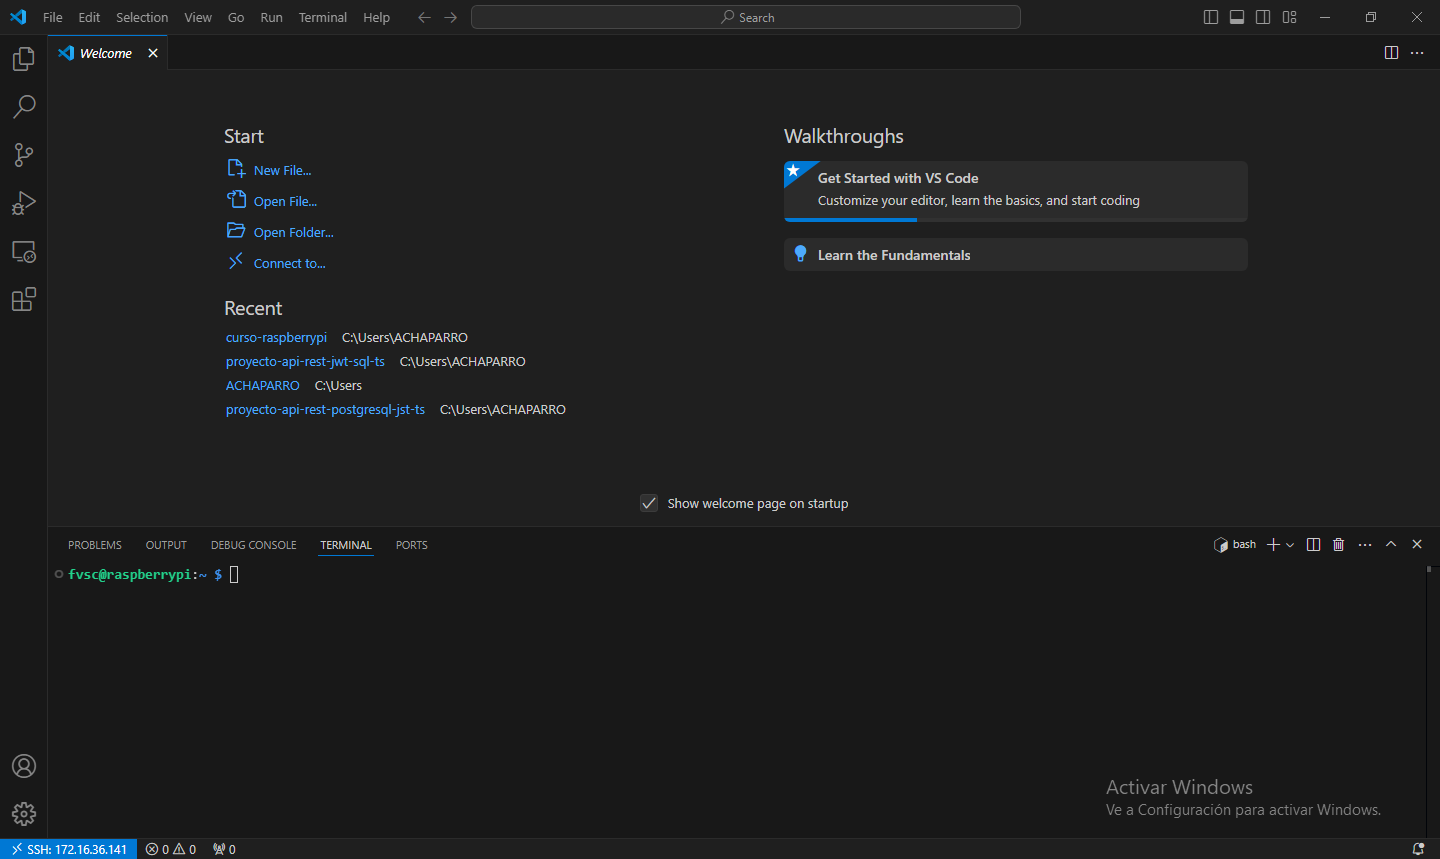 File Edit Selection View Go Run Terminal Help Search
Welcome
Start
New File...
Open File...
Open Folder...
Connect to...
Recent
curso-raspberrypi C:\Users\ACHAPARRO
proyecto-api-rest-jwt-sql-ts C:\Users\ACHAPARRO
ACHAPARRO C:\Users
proyecto-api-rest-postgresql-jst-ts C:\Users\ACHAPARRO
Walkthroughs
Get Started with VS Code
Customize your editor, learn the basics, and start coding
Learn the Fundamentals
Show welcome page on startup
PROBLEMS OUTPUT DEBUG CONSOLE TERMINAL PORTS bash
fvsc@raspberrypi:~ $
Activar Windows
Ve a Configuración para activar Windows.
SSH: 172.16.36.141 0 0 0